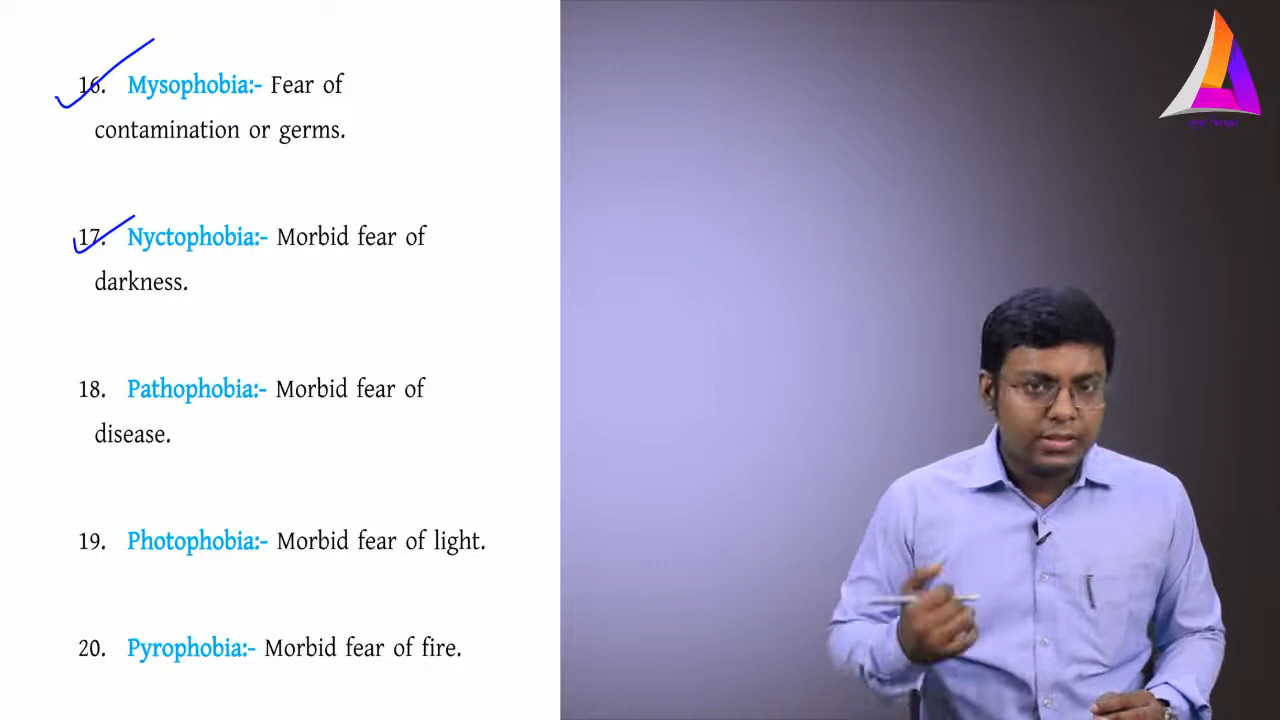 16. Mysophobia:- Fear of
contamination or germs.
17. Nyctophobia:- Morbid fear of
darkness.
18. Pathophobia:- Morbid fear of
disease.
19. Photophobia:- Morbid fear of light.
20. Pyrophobia:- Morbid fear of fire.